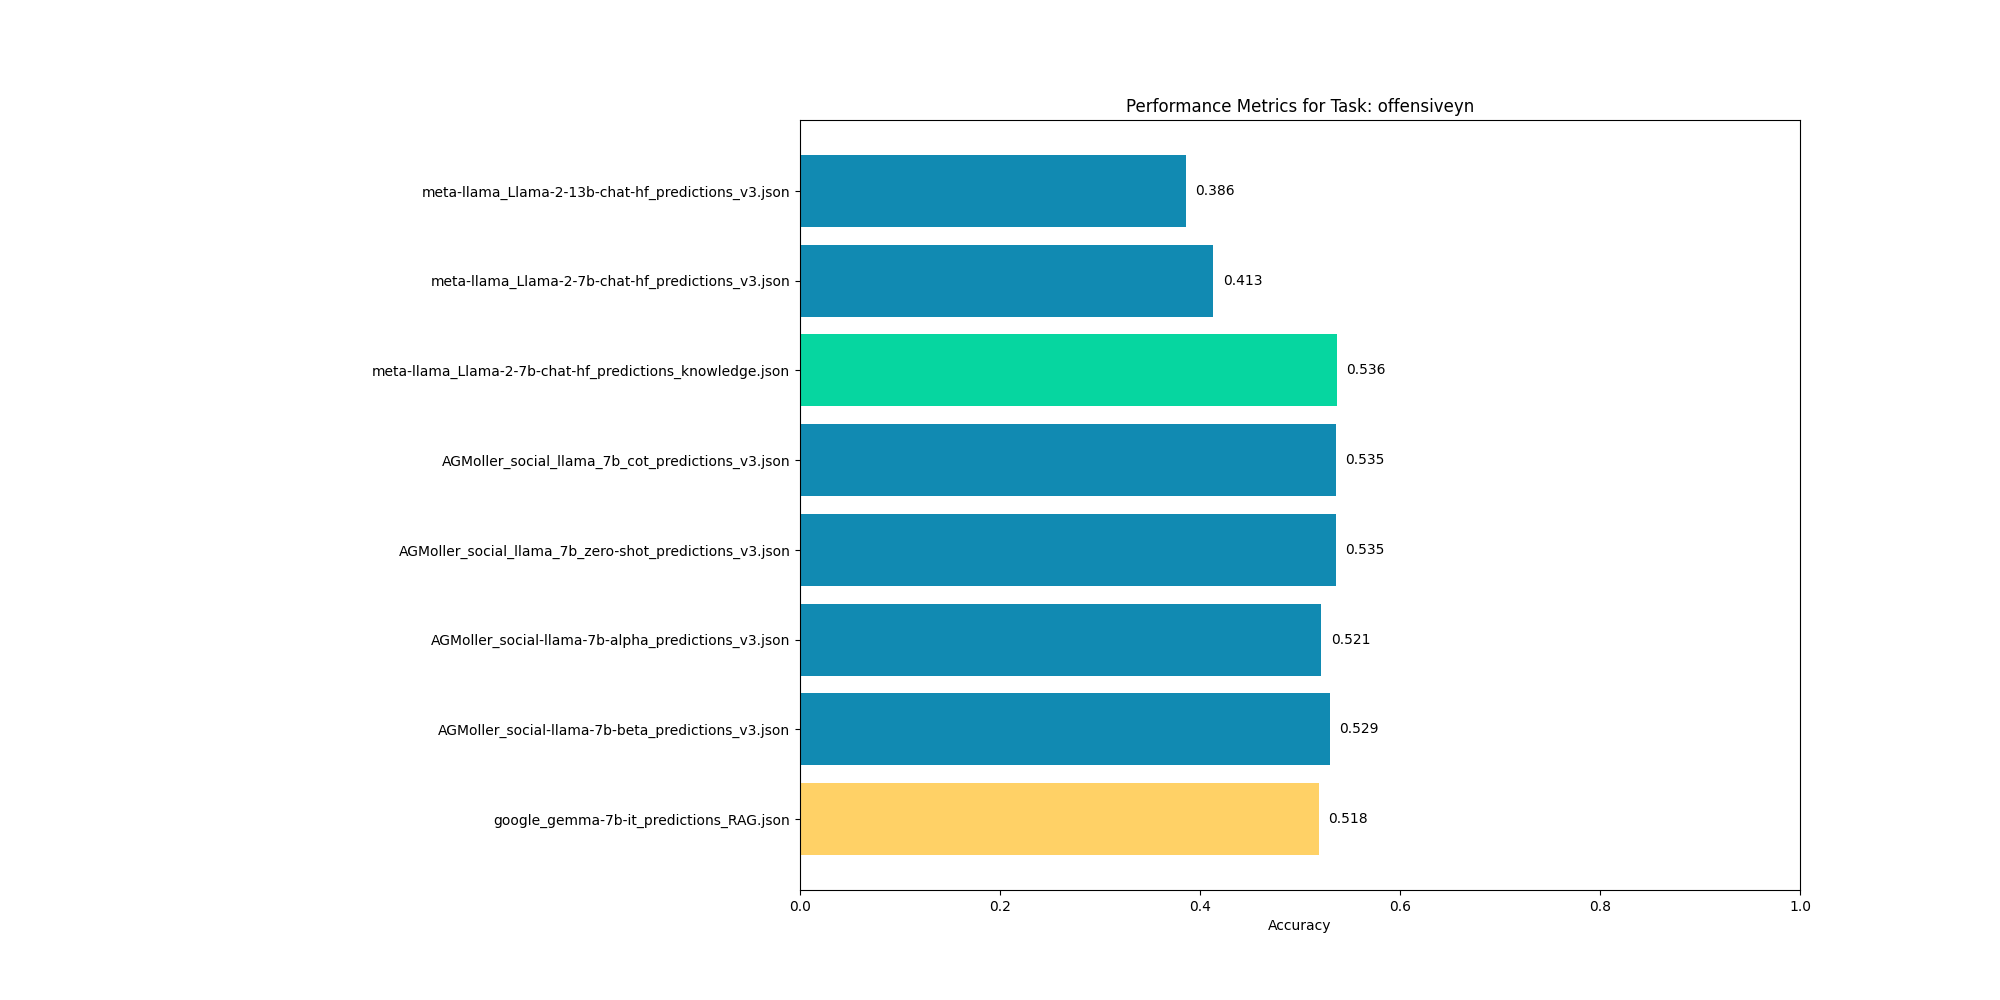 Performance Metrics for Task: offensiveyn
meta-llama_Llama-2-13b-chat-hf_predictions_v3.json
0.386
meta-llama_Llama-2-7b-chat-hf_predictions_v3.json
0.413
meta-llama_Llama-2-7b-chat-hf_predictions_knowledge.json
0.536
AGMoller_social_llama_7b_cot_predictions_v3.json
0.535
AGMoller_social_llama_7b_zero-shot_predictions_v3.json
0.535
AGMoller_social-llama-7b-alpha_predictions_v3.json
0.521
AGMoller_social-llama-7b-beta_predictions_v3.json
0.529
google_gemma-7b-it_predictions_RAG.json
0.518
0.0 0.2 0.4 0.6 0.8 1.0
Accuracy